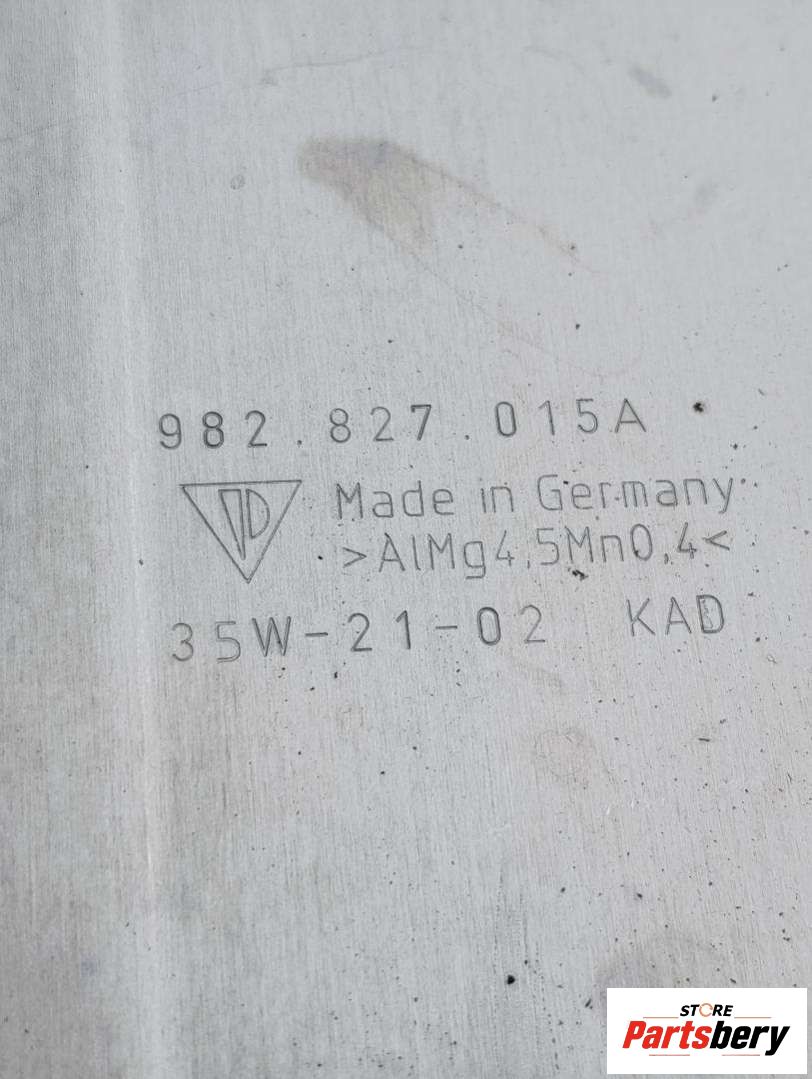 982.827.015A
Made in Germany
>AlMg4,5Mn0,4<
35W-21-02 KAD
STORE
Partsbery